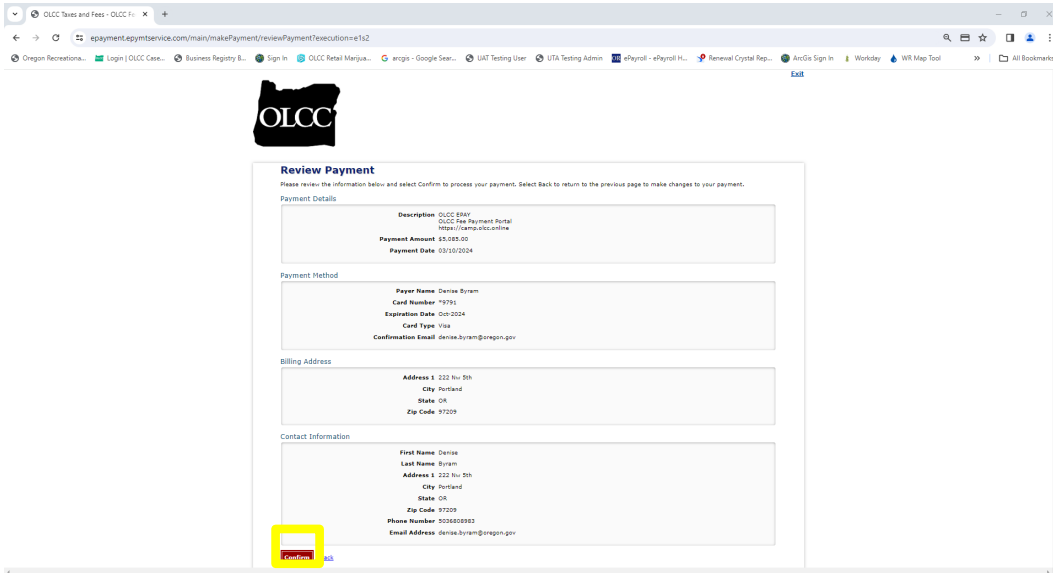 OLCC Taxes and Fees - OLCC Fe
epayment.epymtservice.com/main/makePayment/reviewPayment?execution=e1s2
Oregon Recreationa... Login | OLCC Case... Business Registry B... Sign In OLCC Retail Marijua... arcgis - Google Sear... UAT Testing User UTA Testing Admin ePayroll - ePayroll H... Renewal Crystal Rep... ArcGis Sign In Workday WR Map Tool » All Bookmarks
Exit
OLCC
Review Payment
Please review the information below and select Confirm to process your payment. Select Back to return to the previous page to make changes to your payment.
Payment Details
Description OLCC EPAY
OLCC Fee Payment Portal
https://camp.olcc.online
Payment Amount $5,085.00
Payment Date 03/10/2024
Payment Method
Payer Name Denise Byram
Card Number *9791
Expiration Date Oct-2024
Card Type Visa
Confirmation Email denise.byram@oregon.gov
Billing Address
Address 1 222 Nw 5th
City Portland
State OR
Zip Code 97209
Contact Information
First Name Denise
Last Name Byram
Address 1 222 Nw 5th
City Portland
State OR
Zip Code 97209
Phone Number 5036808983
Email Address denise.byram@oregon.gov
Confirm ack